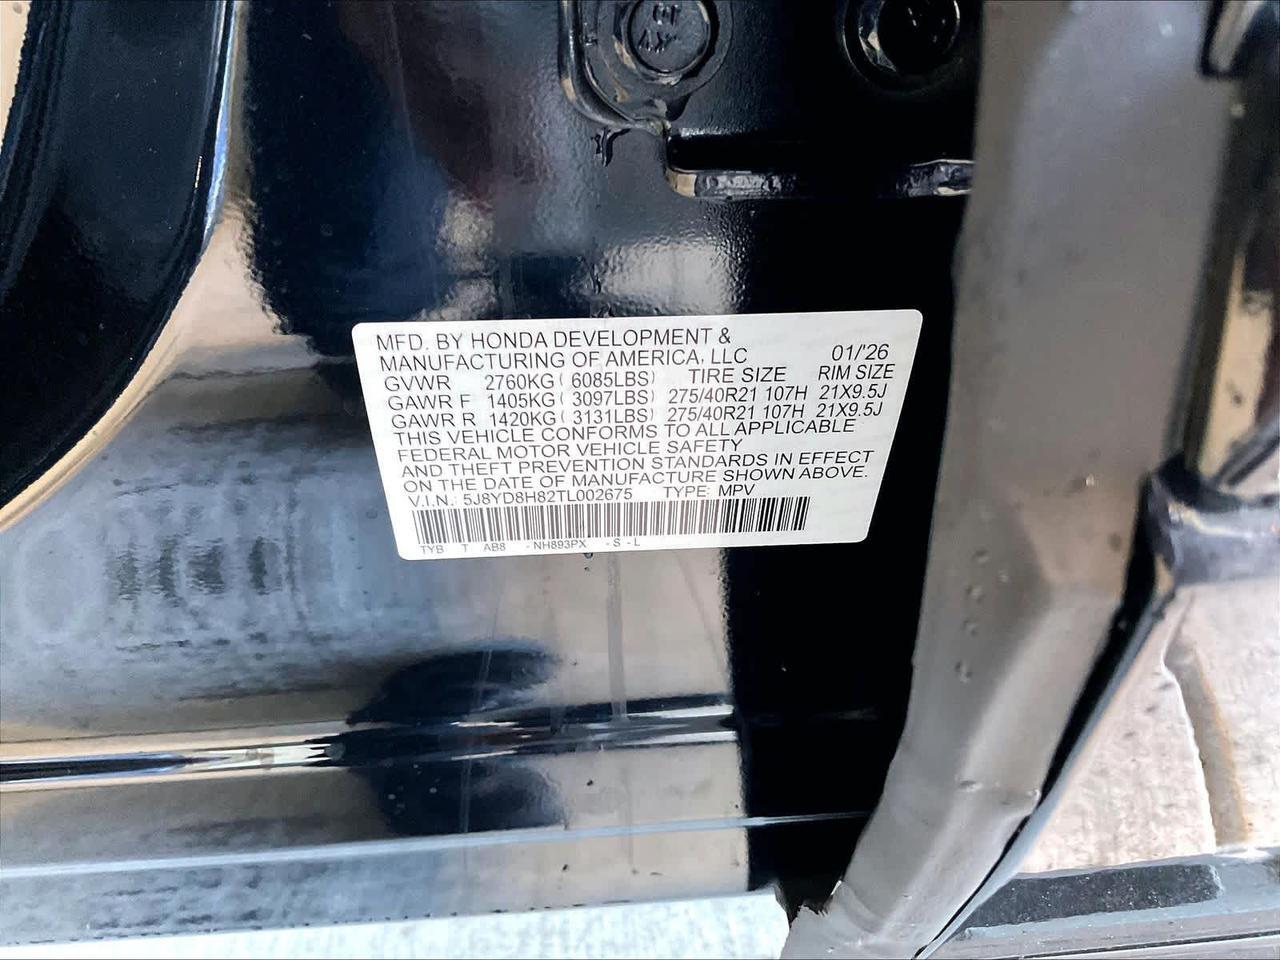 MFD. BY HONDA DEVELOPMENT &
MANUFACTURING OF AMERICA, LLC 01/'26
GVWR 2760KG ( 6085LBS) TIRE SIZE RIM SIZE
GAWR F 1405KG ( 3097LBS) 275/40R21 107H 21X9.5J
GAWR R 1420KG ( 3131LBS) 275/40R21 107H 21X9.5J
THIS VEHICLE CONFORMS TO ALL APPLICABLE
FEDERAL MOTOR VEHICLE SAFETY
AND THEFT PREVENTION STANDARDS IN EFFECT
ON THE DATE OF MANUFACTURE SHOWN ABOVE.
V.I.N.: 5J8YD8H82TL002675 TYPE: MPV
TYB T AB8 - NH893PX - S - L